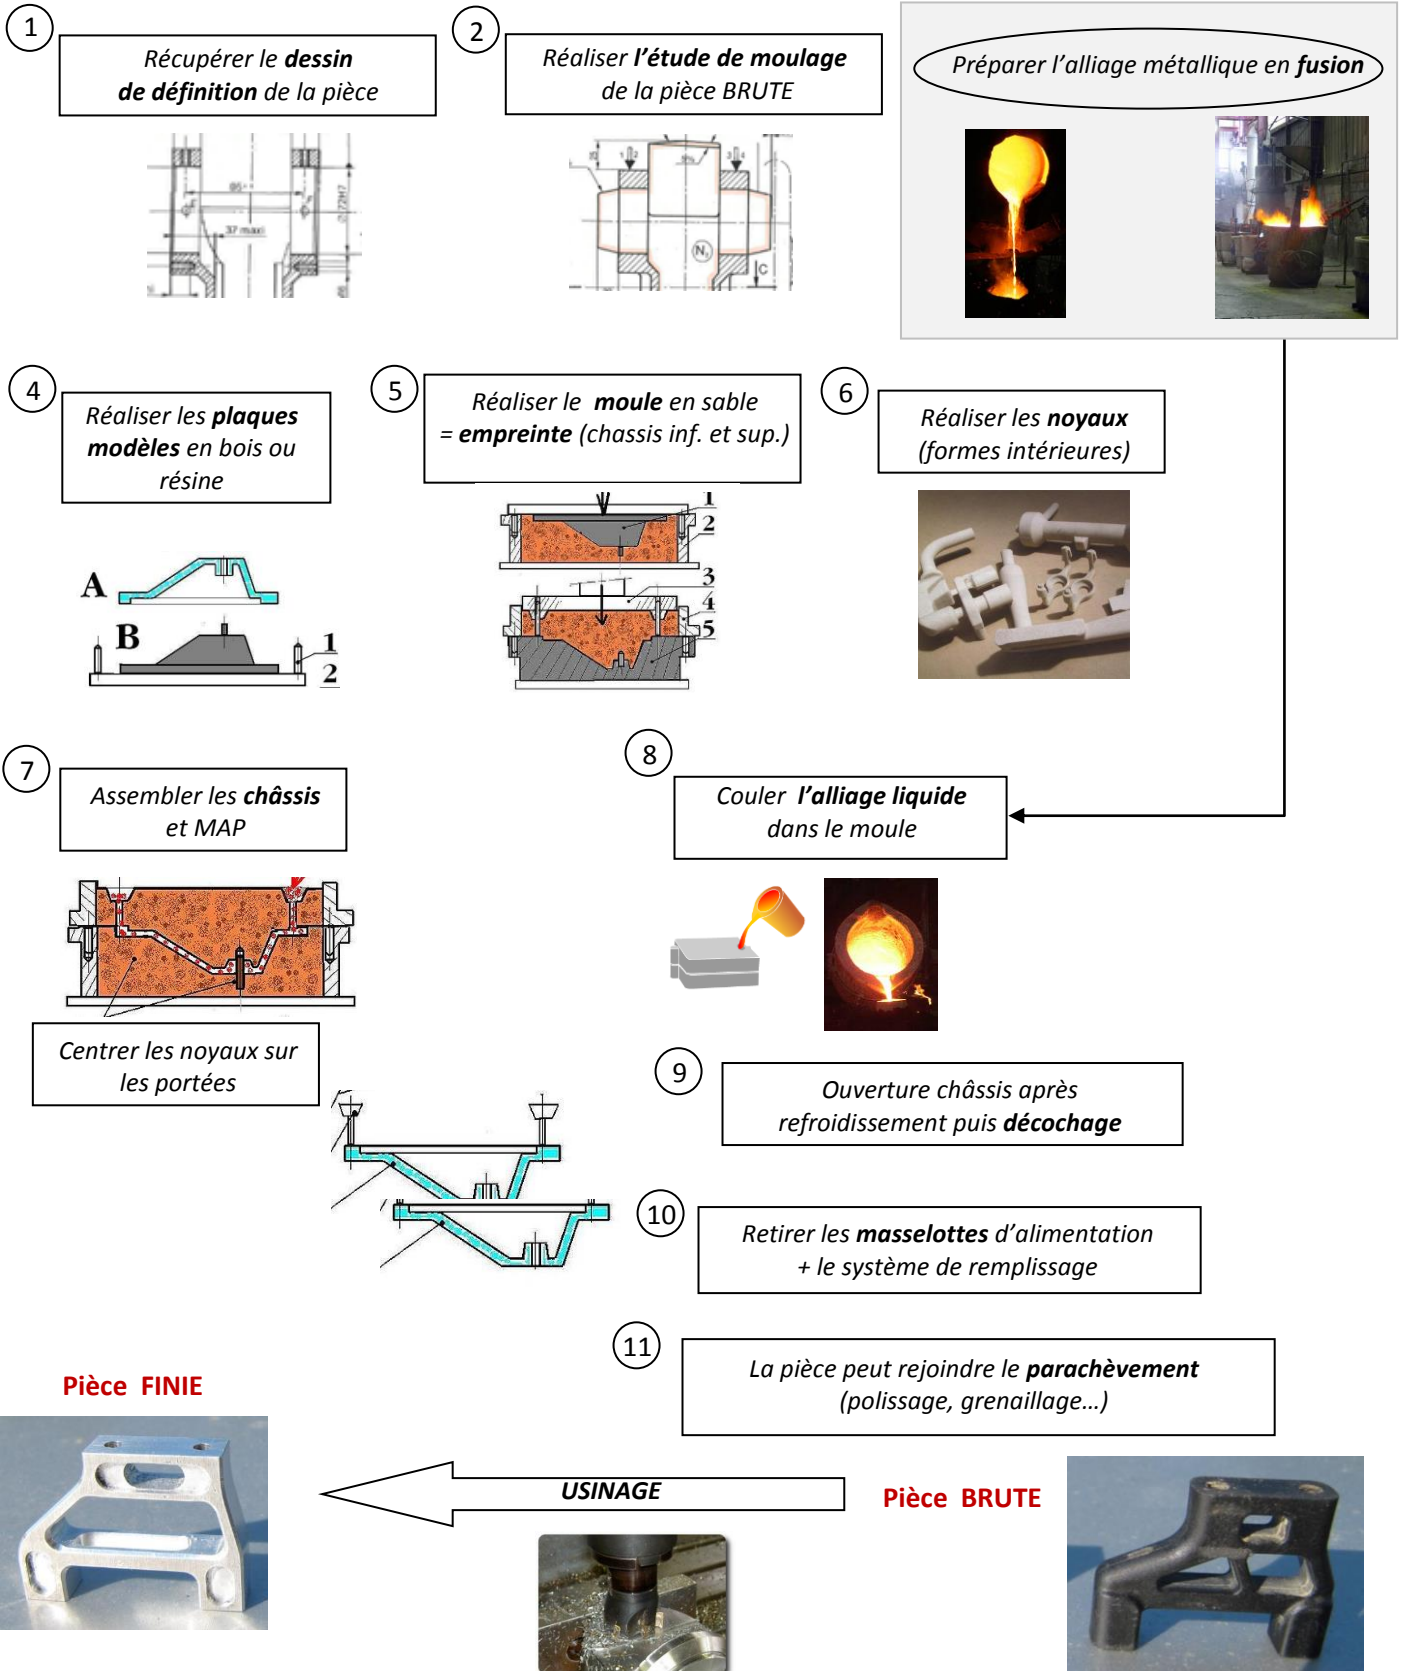 1
Récupérer le dessin
de définition de la pièce
2
Réaliser l'étude de moulage
de la pièce BRUTE
Préparer l'alliage métallique en fusion
37 maxi
72H7
N
C
4
Réaliser les plaques
modèles en bois ou
résine
A
B
1
2
5
Réaliser le moule en sable
= empreinte (chassis inf. et sup.)
1
2
3
4
5
6
Réaliser les noyaux
(formes intérieures)
7
Assembler les châssis
et MAP
Centrer les noyaux sur
les portées
8
Couler l'alliage liquide
dans le moule
9
Ouverture châssis après
refroidissement puis décochage
10
Retirer les masselottes d'alimentation
+ le système de remplissage
11
La pièce peut rejoindre le parachèvement
(polissage, grenaillage…)
Pièce FINIE
USINAGE
Pièce BRUTE